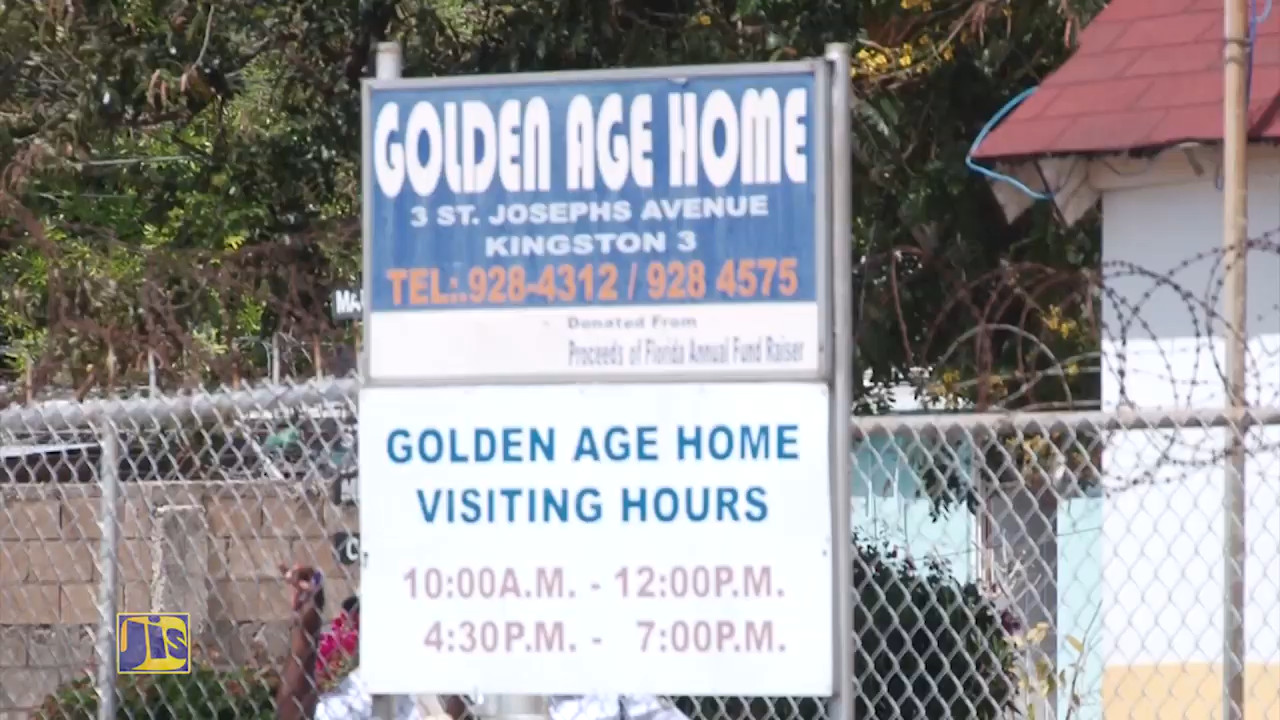 GOLDEN AGE HOME
3 ST. JOSEPHS AVENUE
KINGSTON 3
TEL:.928-4312 / 928 4575
Donated From
Proceeds of Florida Annual Fund Raiser
GOLDEN AGE HOME
VISITING HOURS
10:00A.M. - 12:00P.M.
4:30P.M. - 7:00P.M.
Jis